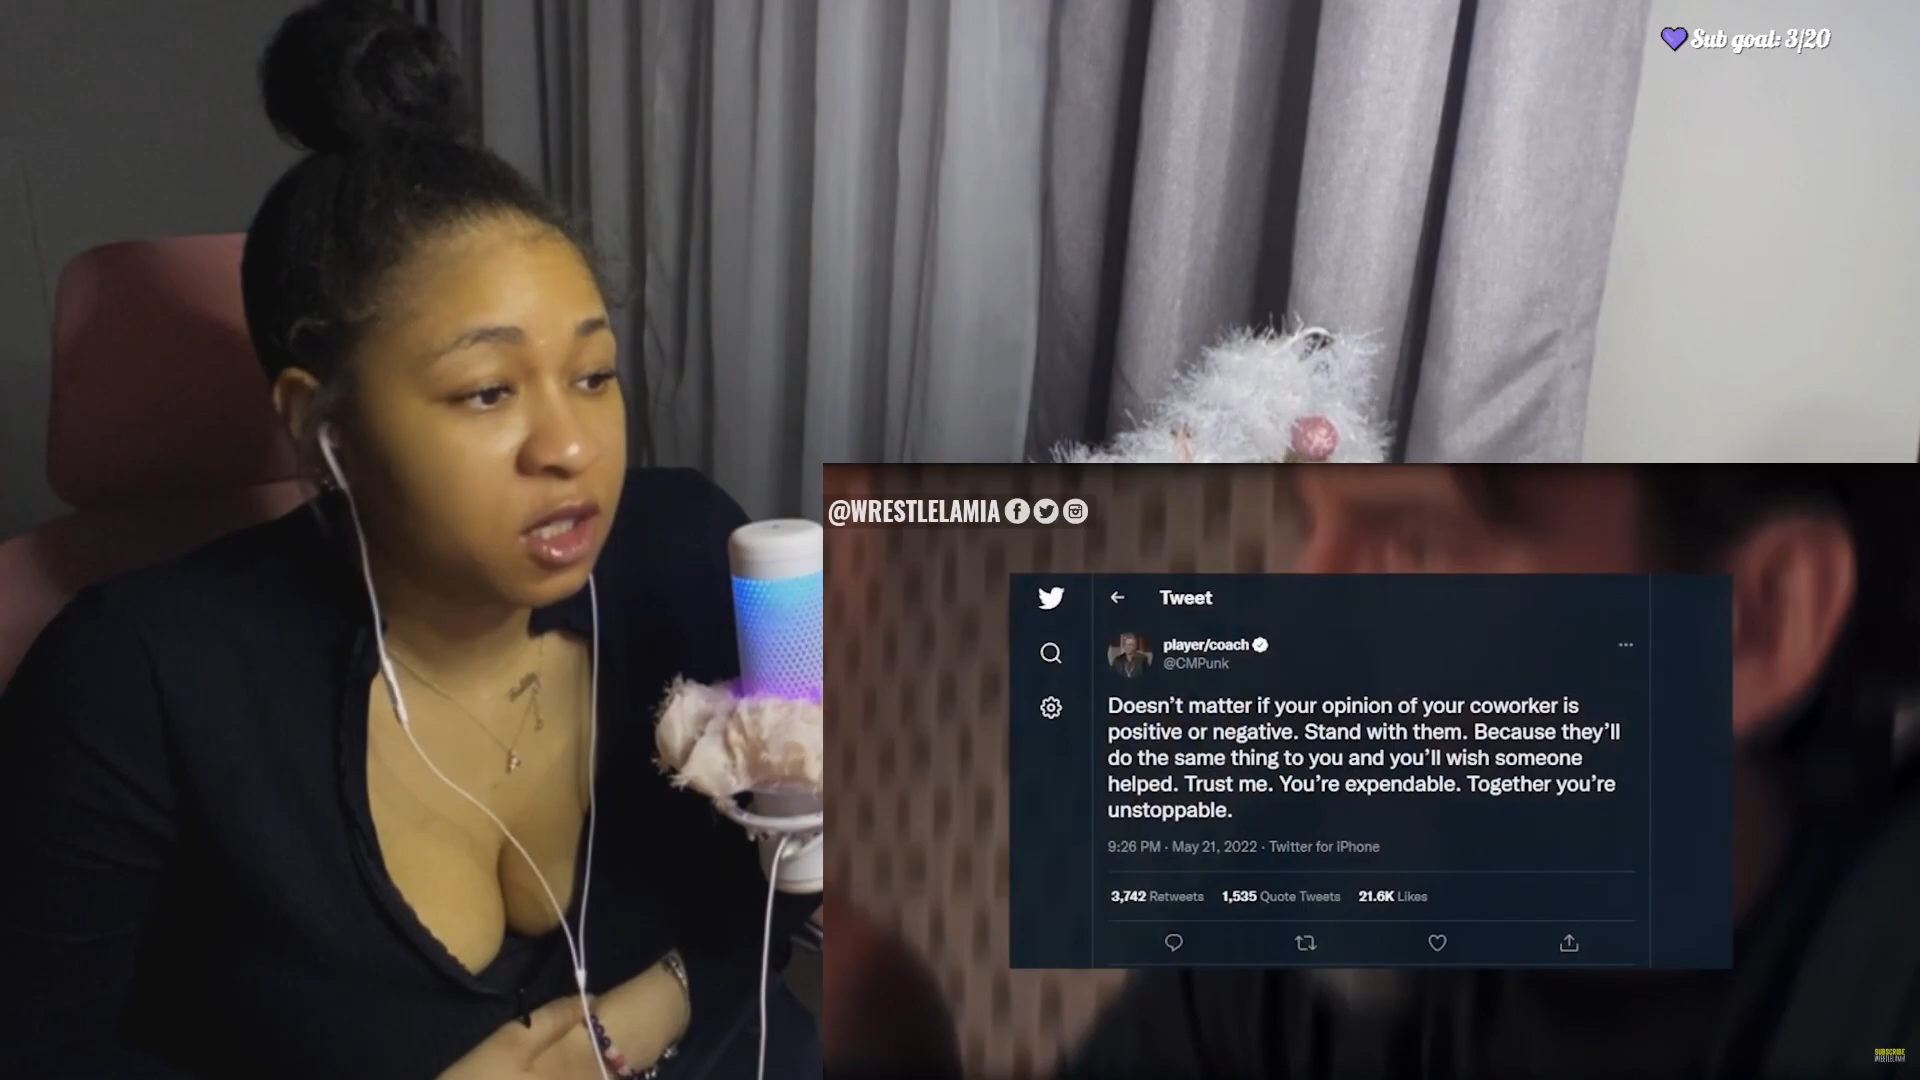 Sub goal: 3/20
@WRESTLELAMIA
Tweet
player/coach
@CMPunk
Doesn't matter if your opinion of your coworker is
positive or negative. Stand with them. Because they'll
do the same thing to you and you'll wish someone
helped. Trust me. You're expendable. Together you're
unstoppable.
9:26 PM · May 21, 2022 · Twitter for iPhone
3,742 Retweets 1,535 Quote Tweets 21.6K Likes
SUBSCRIBE
WRESTLELAMIA